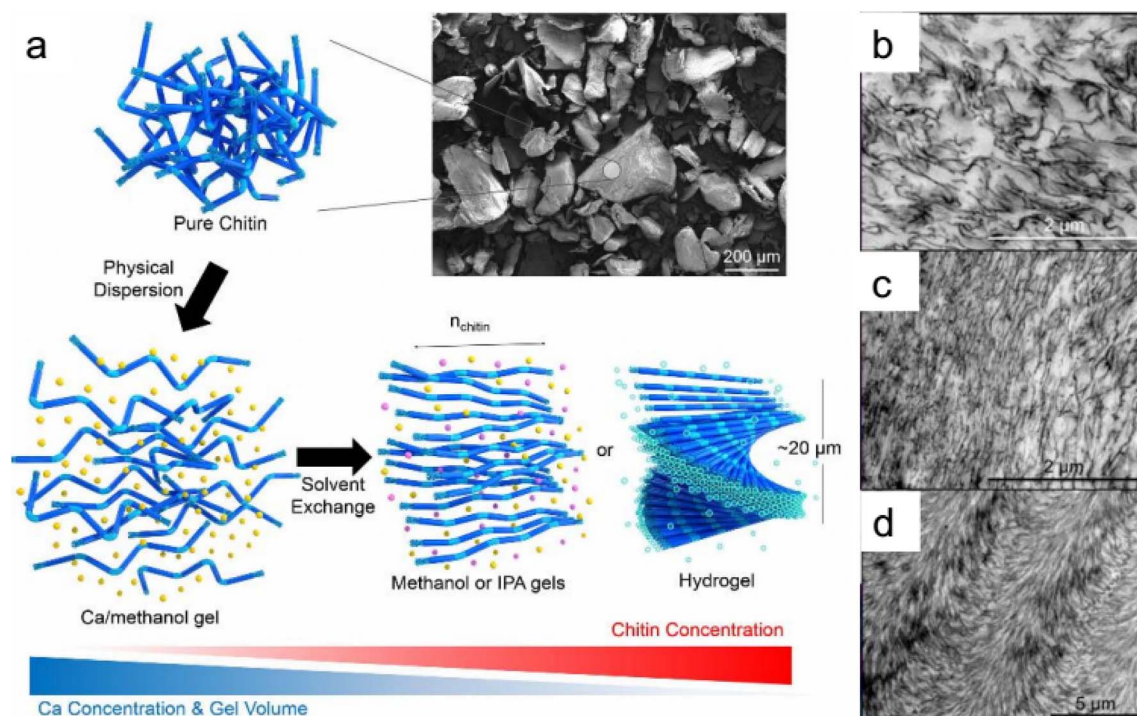 a
Pure Chitin
200 μm
Physical
Dispersion
Ca/methanol gel
Solvent
Exchange
n_chitin
Methanol or IPA gels
or
~20 μm
Hydrogel
Chitin Concentration
Ca Concentration & Gel Volume
b
2 μm
c
2 μm
d
5 μm